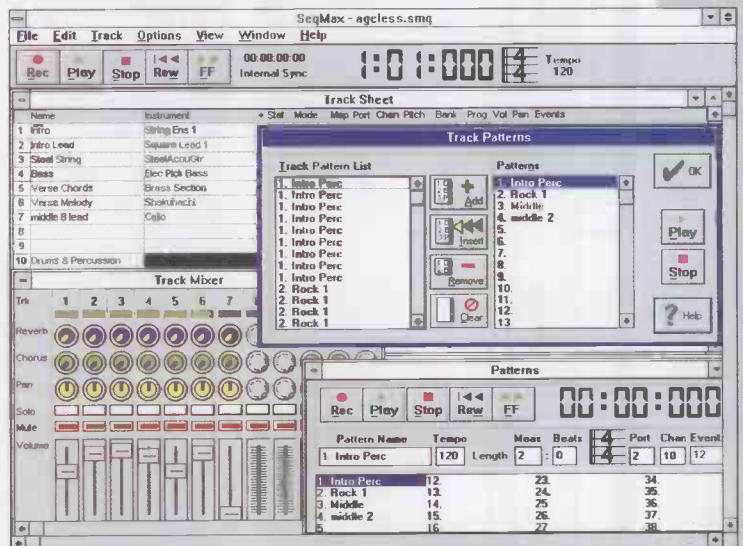 SeqMax - ageless.smq
File Edit Track Options View Window Help
Rec Play Stop Rew FF
00:00:00:00
Internal Sync
1:01:000
4
4
Tempo
120
Track Sheet
Name Instrument Stat Mode Map Port Chan Pitch Bank Prog Vol Pan Events
1 Intro String Ens 1
2 Intro Lead Square Lead 1
3 Steel String SteelAcouGtr
4 Bass Elec Pick Bass
5 Verse Chords Brass Section
6 Verse Melody Shakuhachi
7 middle 8 lead Cello
8
9
10 Drums & Percussion
Track Patterns
Track Pattern List
1. Intro Perc
1. Intro Perc
1. Intro Perc
1. Intro Perc
1. Intro Perc
1. Intro Perc
1. Intro Perc
1. Intro Perc
1. Intro Perc
2. Rock 1
2. Rock 1
2. Rock 1
2. Rock 1
Add
Insert
Remove
Clear
Patterns
1. Intro Perc
2. Rock 1
3. Middle
4. middle 2
5.
6.
7.
8.
9.
10.
11.
12.
13
OK
Play
Stop
Help
Track Mixer
Trk 1 2 3 4 5 6 7
Reverb
Chorus
Pan
Solo
Mute
Volume
Patterns
Rec Play Stop Rew FF
00:00:000
Pattern Name Tempo Meas Beats 4 4 Port Chan Event
1 Intro Perc 120 Length 2 : 0 2 10 12
1. Intro Perc 12. 23. 34.
2. Rock 1 13. 24. 35.
3. Middle 14. 25 36.
4. middle 2 15. 26. 37.
5 16 27 38.